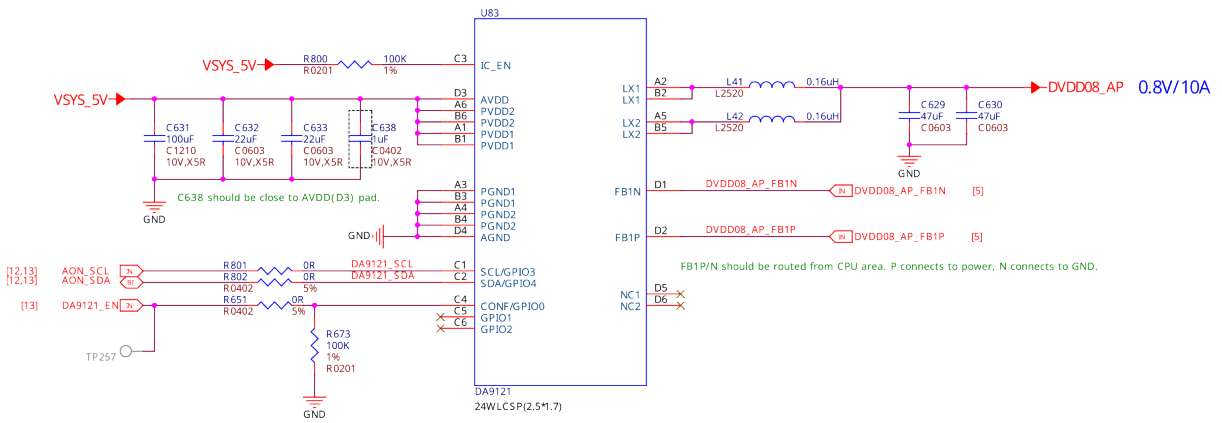 U83
VSYS_5V
R800
R0201
100K
1%
C3
IC_EN
VSYS_5V
C631
100uF
C1210
10V,X5R
C632
22uF
C0603
10V,X5R
C633
22uF
C0603
10V,X5R
C638
1uF
C0402
10V,X5R
GND
C638 should be close to AVDD(D3) pad.
D3 AVDD
A6 PVDD2
B6 PVDD2
A1 PVDD1
B1 PVDD1
A3 PGND1
B3 PGND1
A4 PGND2
B4 PGND2
D4 AGND
GND
[12,13] AON_SCL IN R801 0R DA9121_SCL C1 SCL/GPIO3
[12,13] AON_SDA BI R802 0R DA9121_SDA C2 SDA/GPIO4
R0402 5%
[13] DA9121_EN IN R651 0R C4 CONF/GPIO0
R0402 5%
C5 GPIO1
C6 GPIO2
TP257
R673
100K
1%
R0201
GND
LX1 A2
LX1 B2
L41 0.16uH
L2520
LX2 A5
LX2 B5
L42 0.16uH
L2520
DVDD08_AP 0.8V/10A
C629
47uF
C0603
C630
47uF
C0603
GND
FB1N D1 DVDD08_AP_FB1N IN DVDD08_AP_FB1N [5]
FB1P D2 DVDD08_AP_FB1P IN DVDD08_AP_FB1P [5]
FB1P/N should be routed from CPU area. P connects to power, N connects to GND.
NC1 D5
NC2 D6
DA9121
24WLCSP(2.5*1.7)